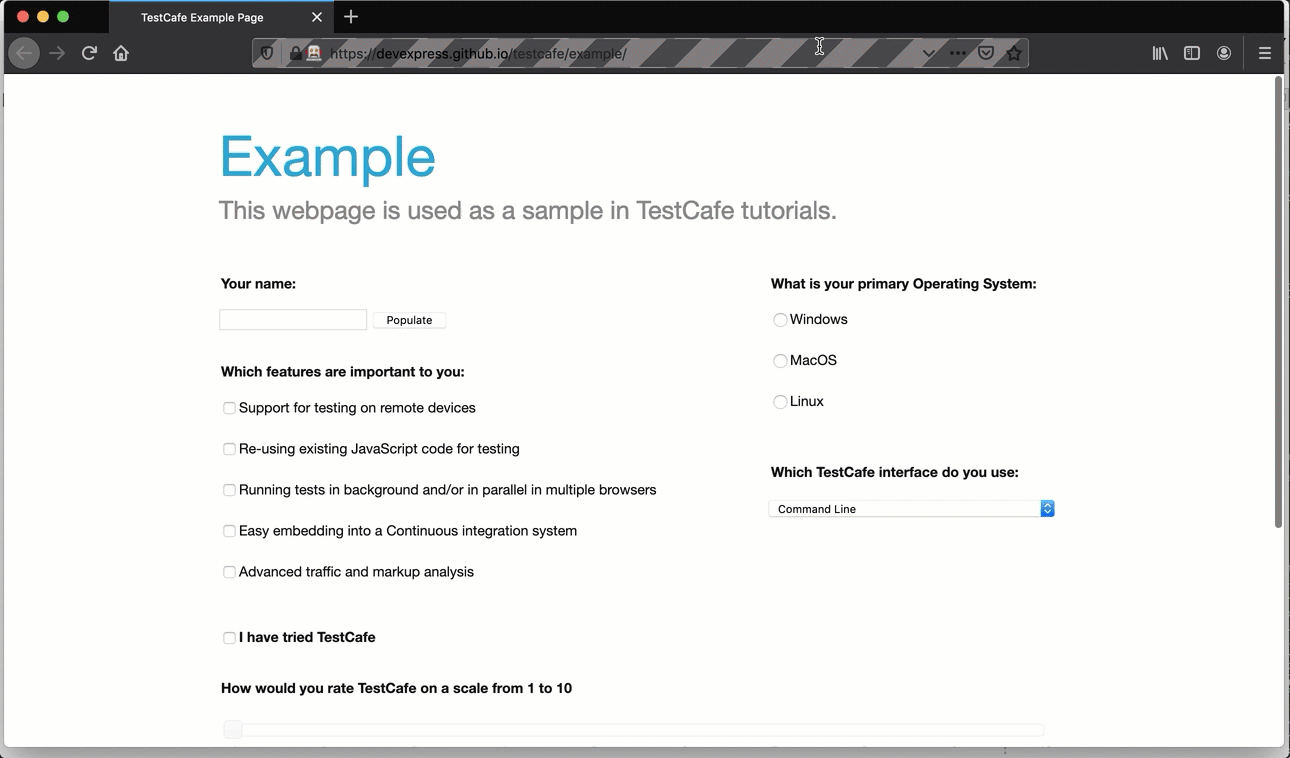 TestCafe Example Page
https://devexpress.github.io/testcafe/example/
Example
This webpage is used as a sample in TestCafe tutorials.
Your name:
Populate
Which features are important to you:
Support for testing on remote devices
Re-using existing JavaScript code for testing
Running tests in background and/or in parallel in multiple browsers
Easy embedding into a Continuous integration system
Advanced traffic and markup analysis
I have tried TestCafe
How would you rate TestCafe on a scale from 1 to 10
What is your primary Operating System:
Windows
MacOS
Linux
Which TestCafe interface do you use:
Command Line